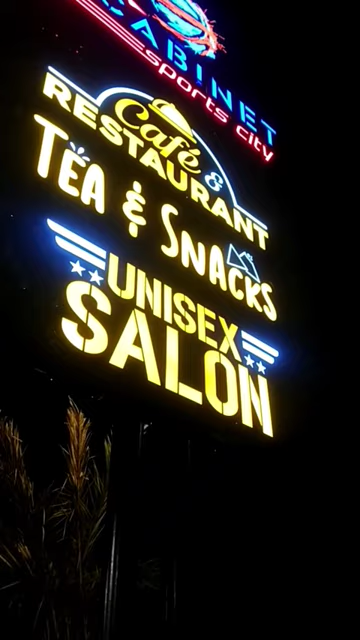 CABINET
sports city
Café &
RESTAURANT
TEA & SNACKS
UNISEX
SALON